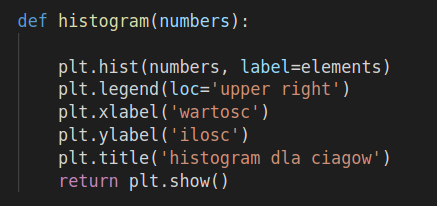 def histogram(numbers):
plt.hist(numbers, label=elements)
plt.legend(loc='upper right')
plt.xlabel('wartosc')
plt.ylabel('ilosc')
plt.title('histogram dla ciagow')
return plt.show()